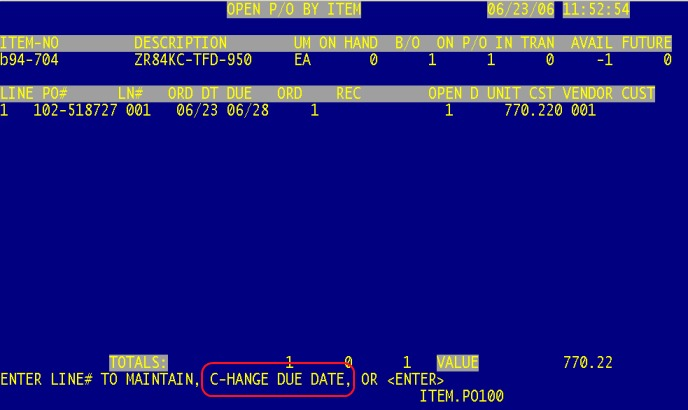 OPEN P/O BY ITEM 06/23/06 11:52:54
ITEM-NO DESCRIPTION UM ON HAND B/O ON P/O IN TRAN AVAIL FUTURE
b94-704 ZR84KC-TFD-950 EA 0 1 1 0 -1 0
LINE PO# LN# ORD DT DUE ORD REC OPEN D UNIT CST VENDOR CUST
1 102-518727 001 06/23 06/28 1 1 770.220 001
TOTALS: 1 0 1 VALUE 770.22
ENTER LINE# TO MAINTAIN, C-HANGE DUE DATE, OR <ENTER>
ITEM.PO100